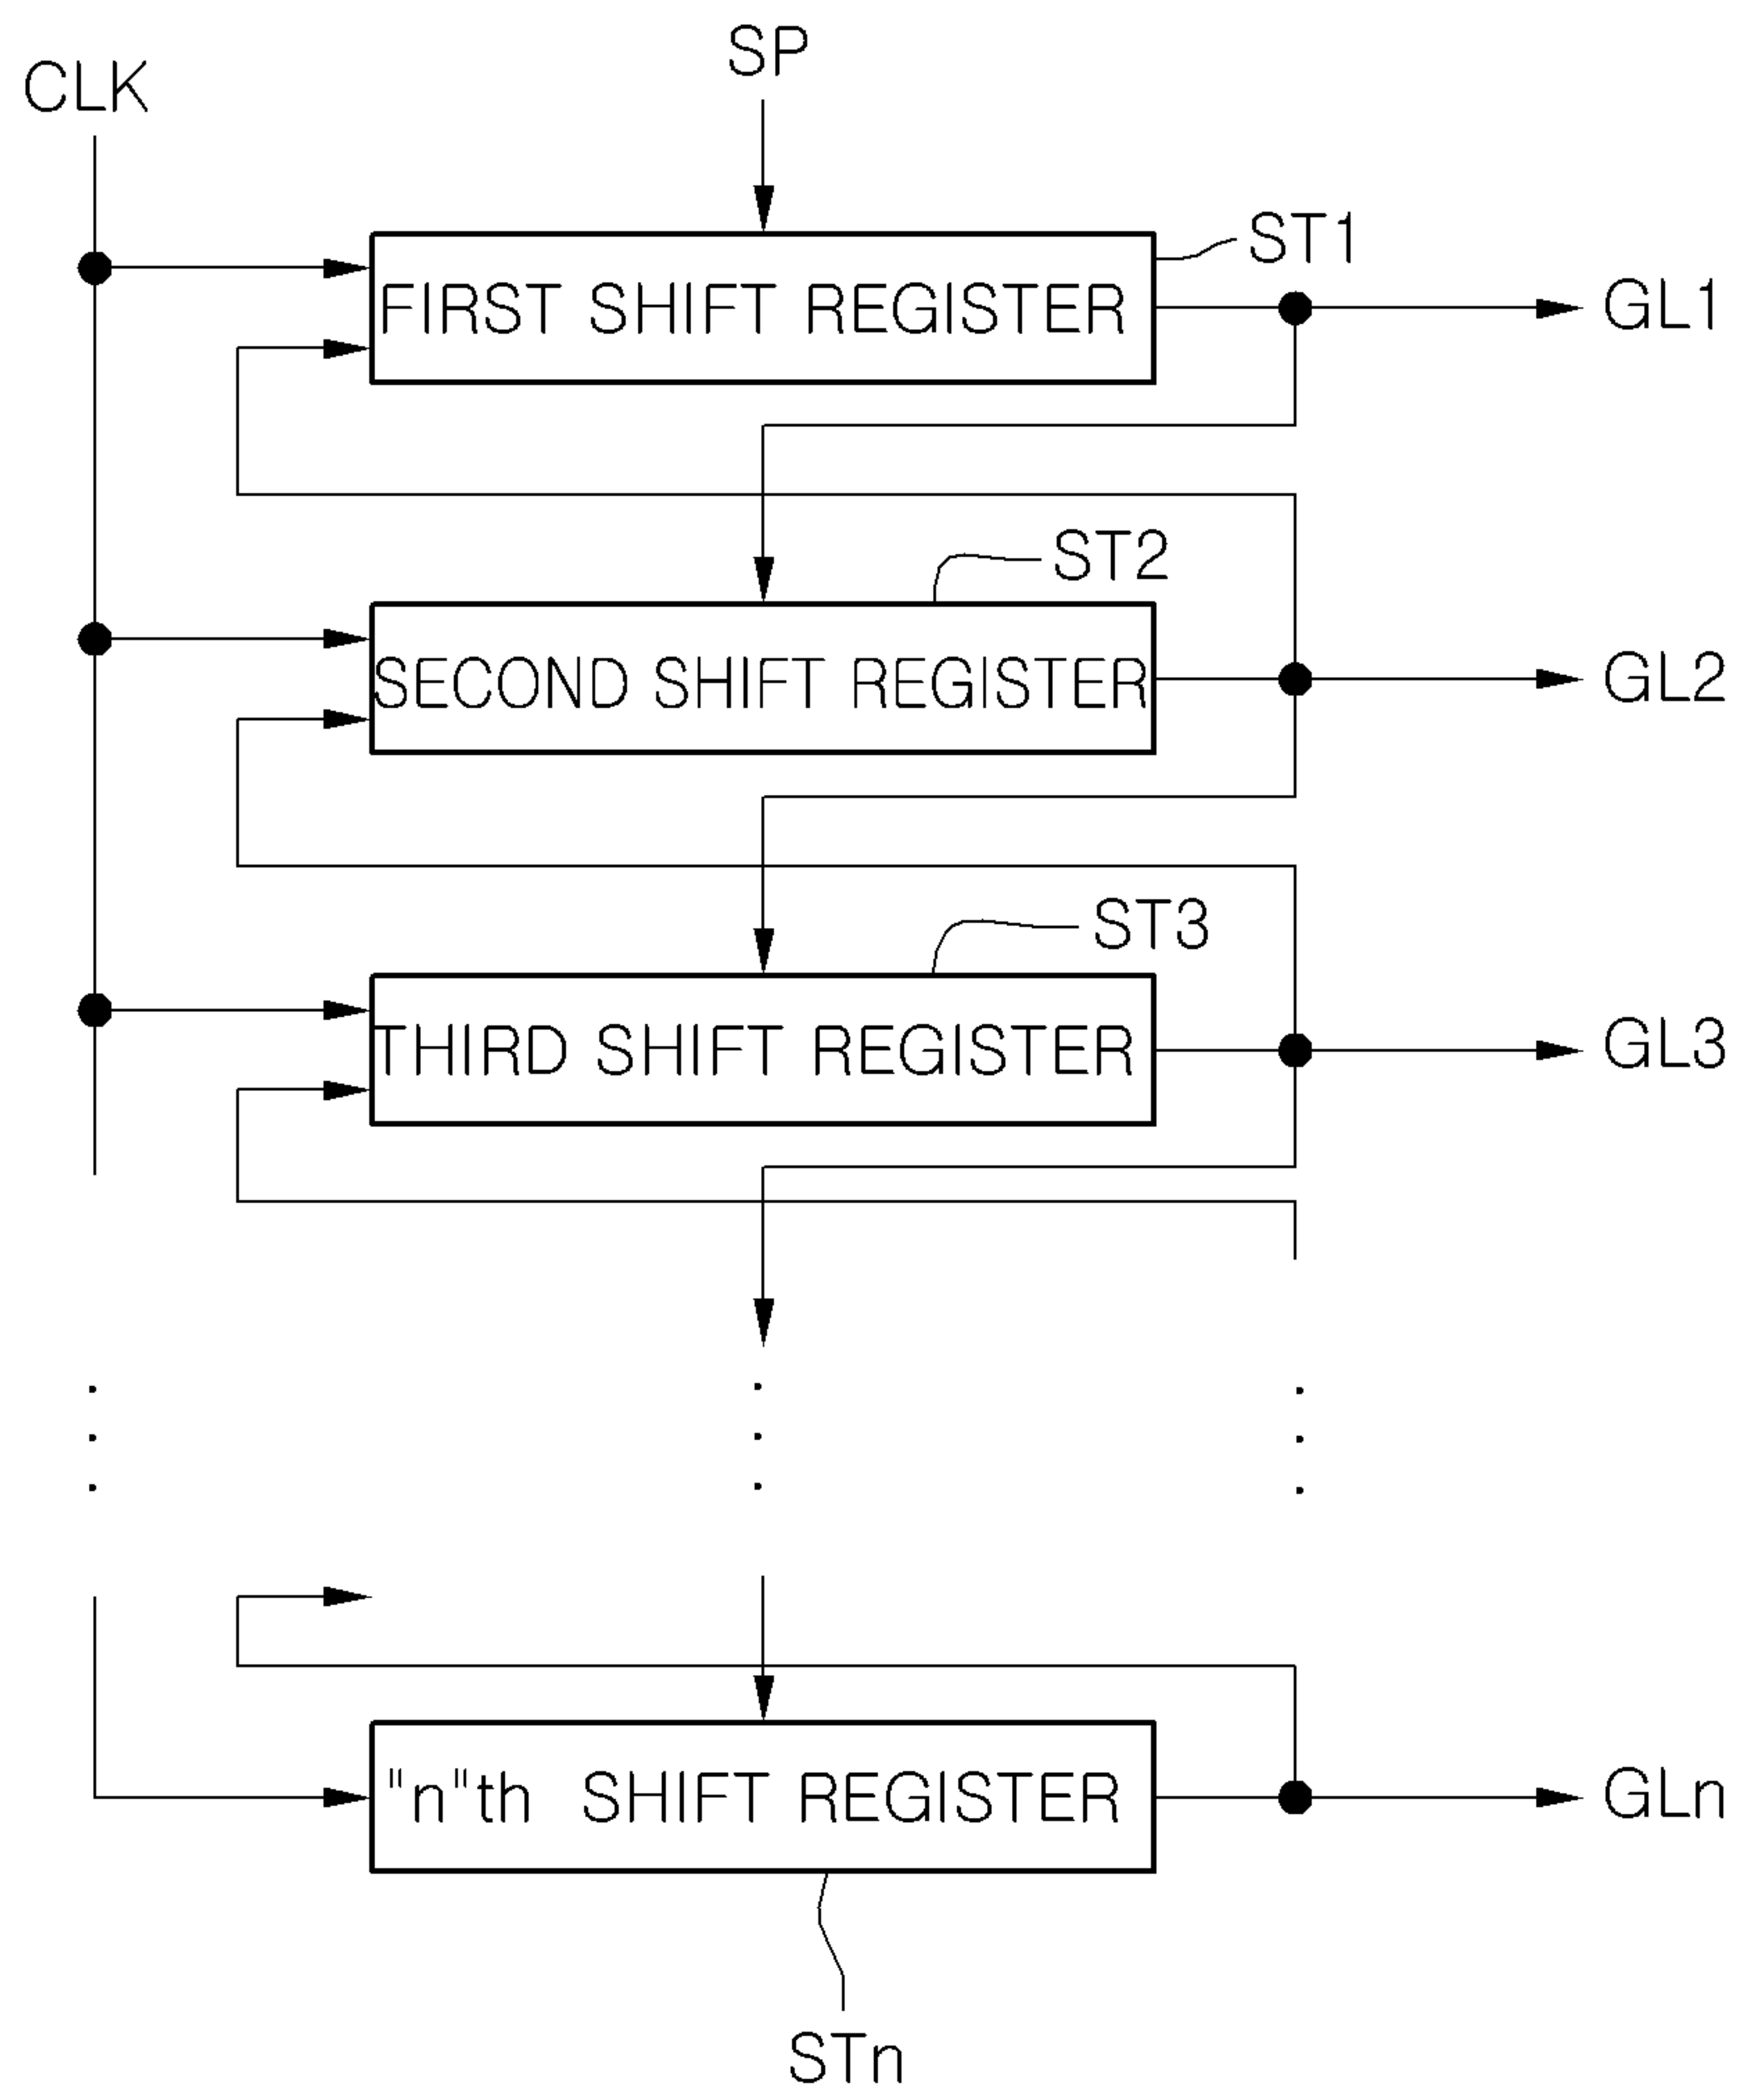 SP
CLK
ST1
FIRST SHIFT REGISTER
GL1
ST2
SECOND SHIFT REGISTER
GL2
ST3
THIRD SHIFT REGISTER
GL3
"n"th SHIFT REGISTER
GLn
STn